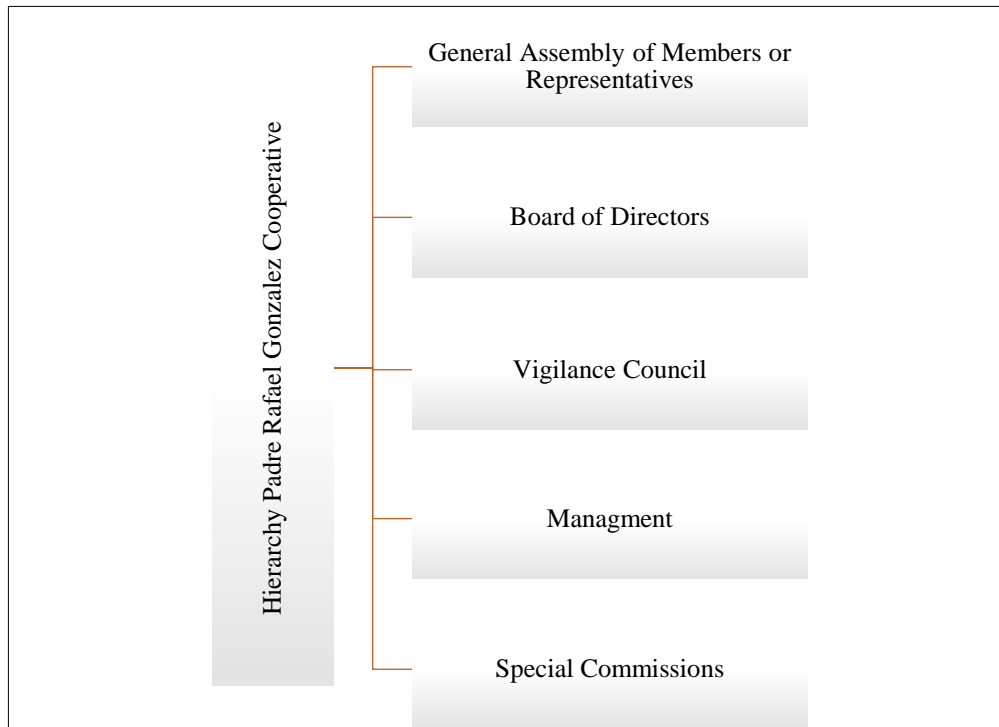 Hierarchy Padre Rafael Gonzalez Cooperative
General Assembly of Members or
Representatives
Board of Directors
Vigilance Council
Managment
Special Commissions